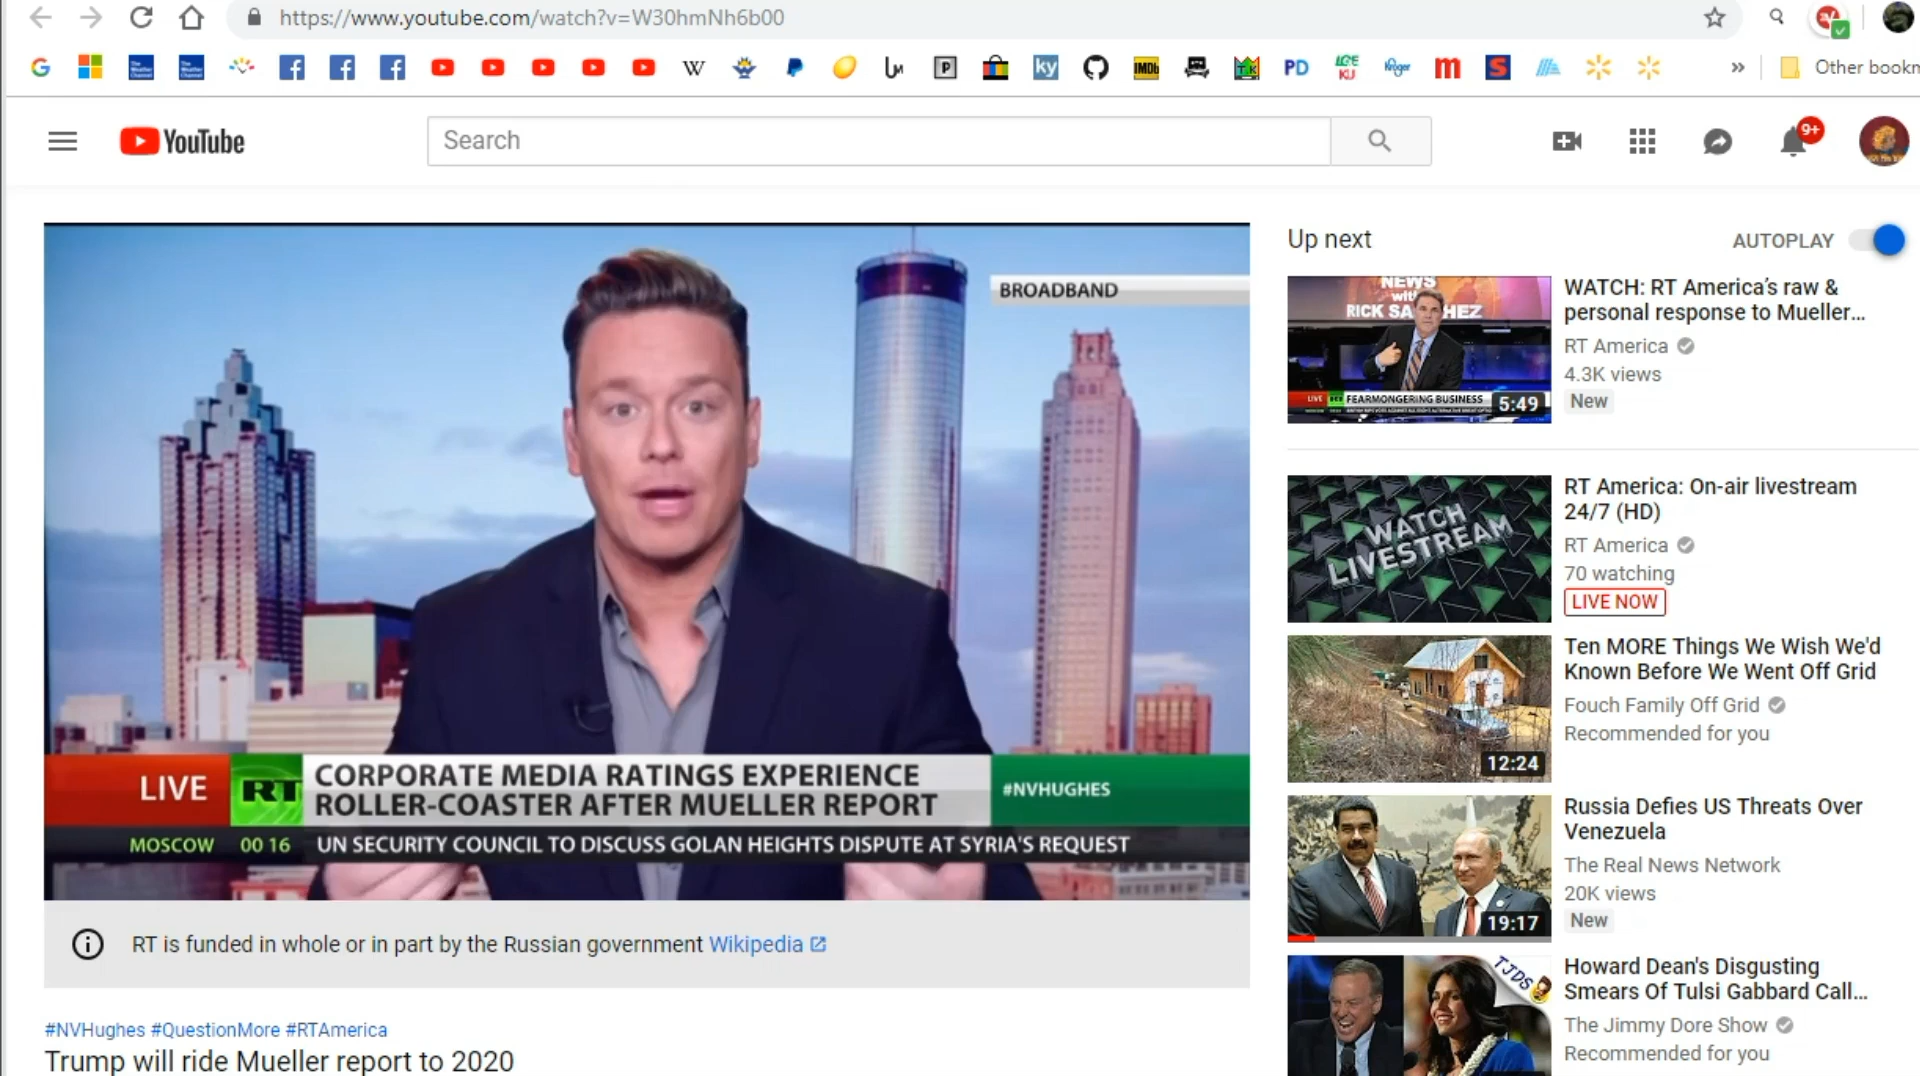 https://www.youtube.com/watch?v=W30hmNh6b00
Other bookm
YouTube
Search
9+
BROADBAND
LIVE
RT
CORPORATE MEDIA RATINGS EXPERIENCE
ROLLER-COASTER AFTER MUELLER REPORT
#NVHUGHES
MOSCOW 00 16
UN SECURITY COUNCIL TO DISCUSS GOLAN HEIGHTS DISPUTE AT SYRIA'S REQUEST
RT is funded in whole or in part by the Russian government Wikipedia
#NVHughes #QuestionMore #RTAmerica
Trump will ride Mueller report to 2020
Up next
AUTOPLAY
NEWS
with
RICK SANCHEZ
LIVE
FEARMONGERING BUSINESS
5:49
WATCH: RT America’s raw &
personal response to Mueller...
RT America
4.3K views
New
WATCH
LIVESTREAM
RT America: On-air livestream
24/7 (HD)
RT America
70 watching
LIVE NOW
12:24
Ten MORE Things We Wish We'd
Known Before We Went Off Grid
Fouch Family Off Grid
Recommended for you
19:17
Russia Defies US Threats Over
Venezuela
The Real News Network
20K views
New
TJDS
Howard Dean's Disgusting
Smears Of Tulsi Gabbard Call...
The Jimmy Dore Show
Recommended for you